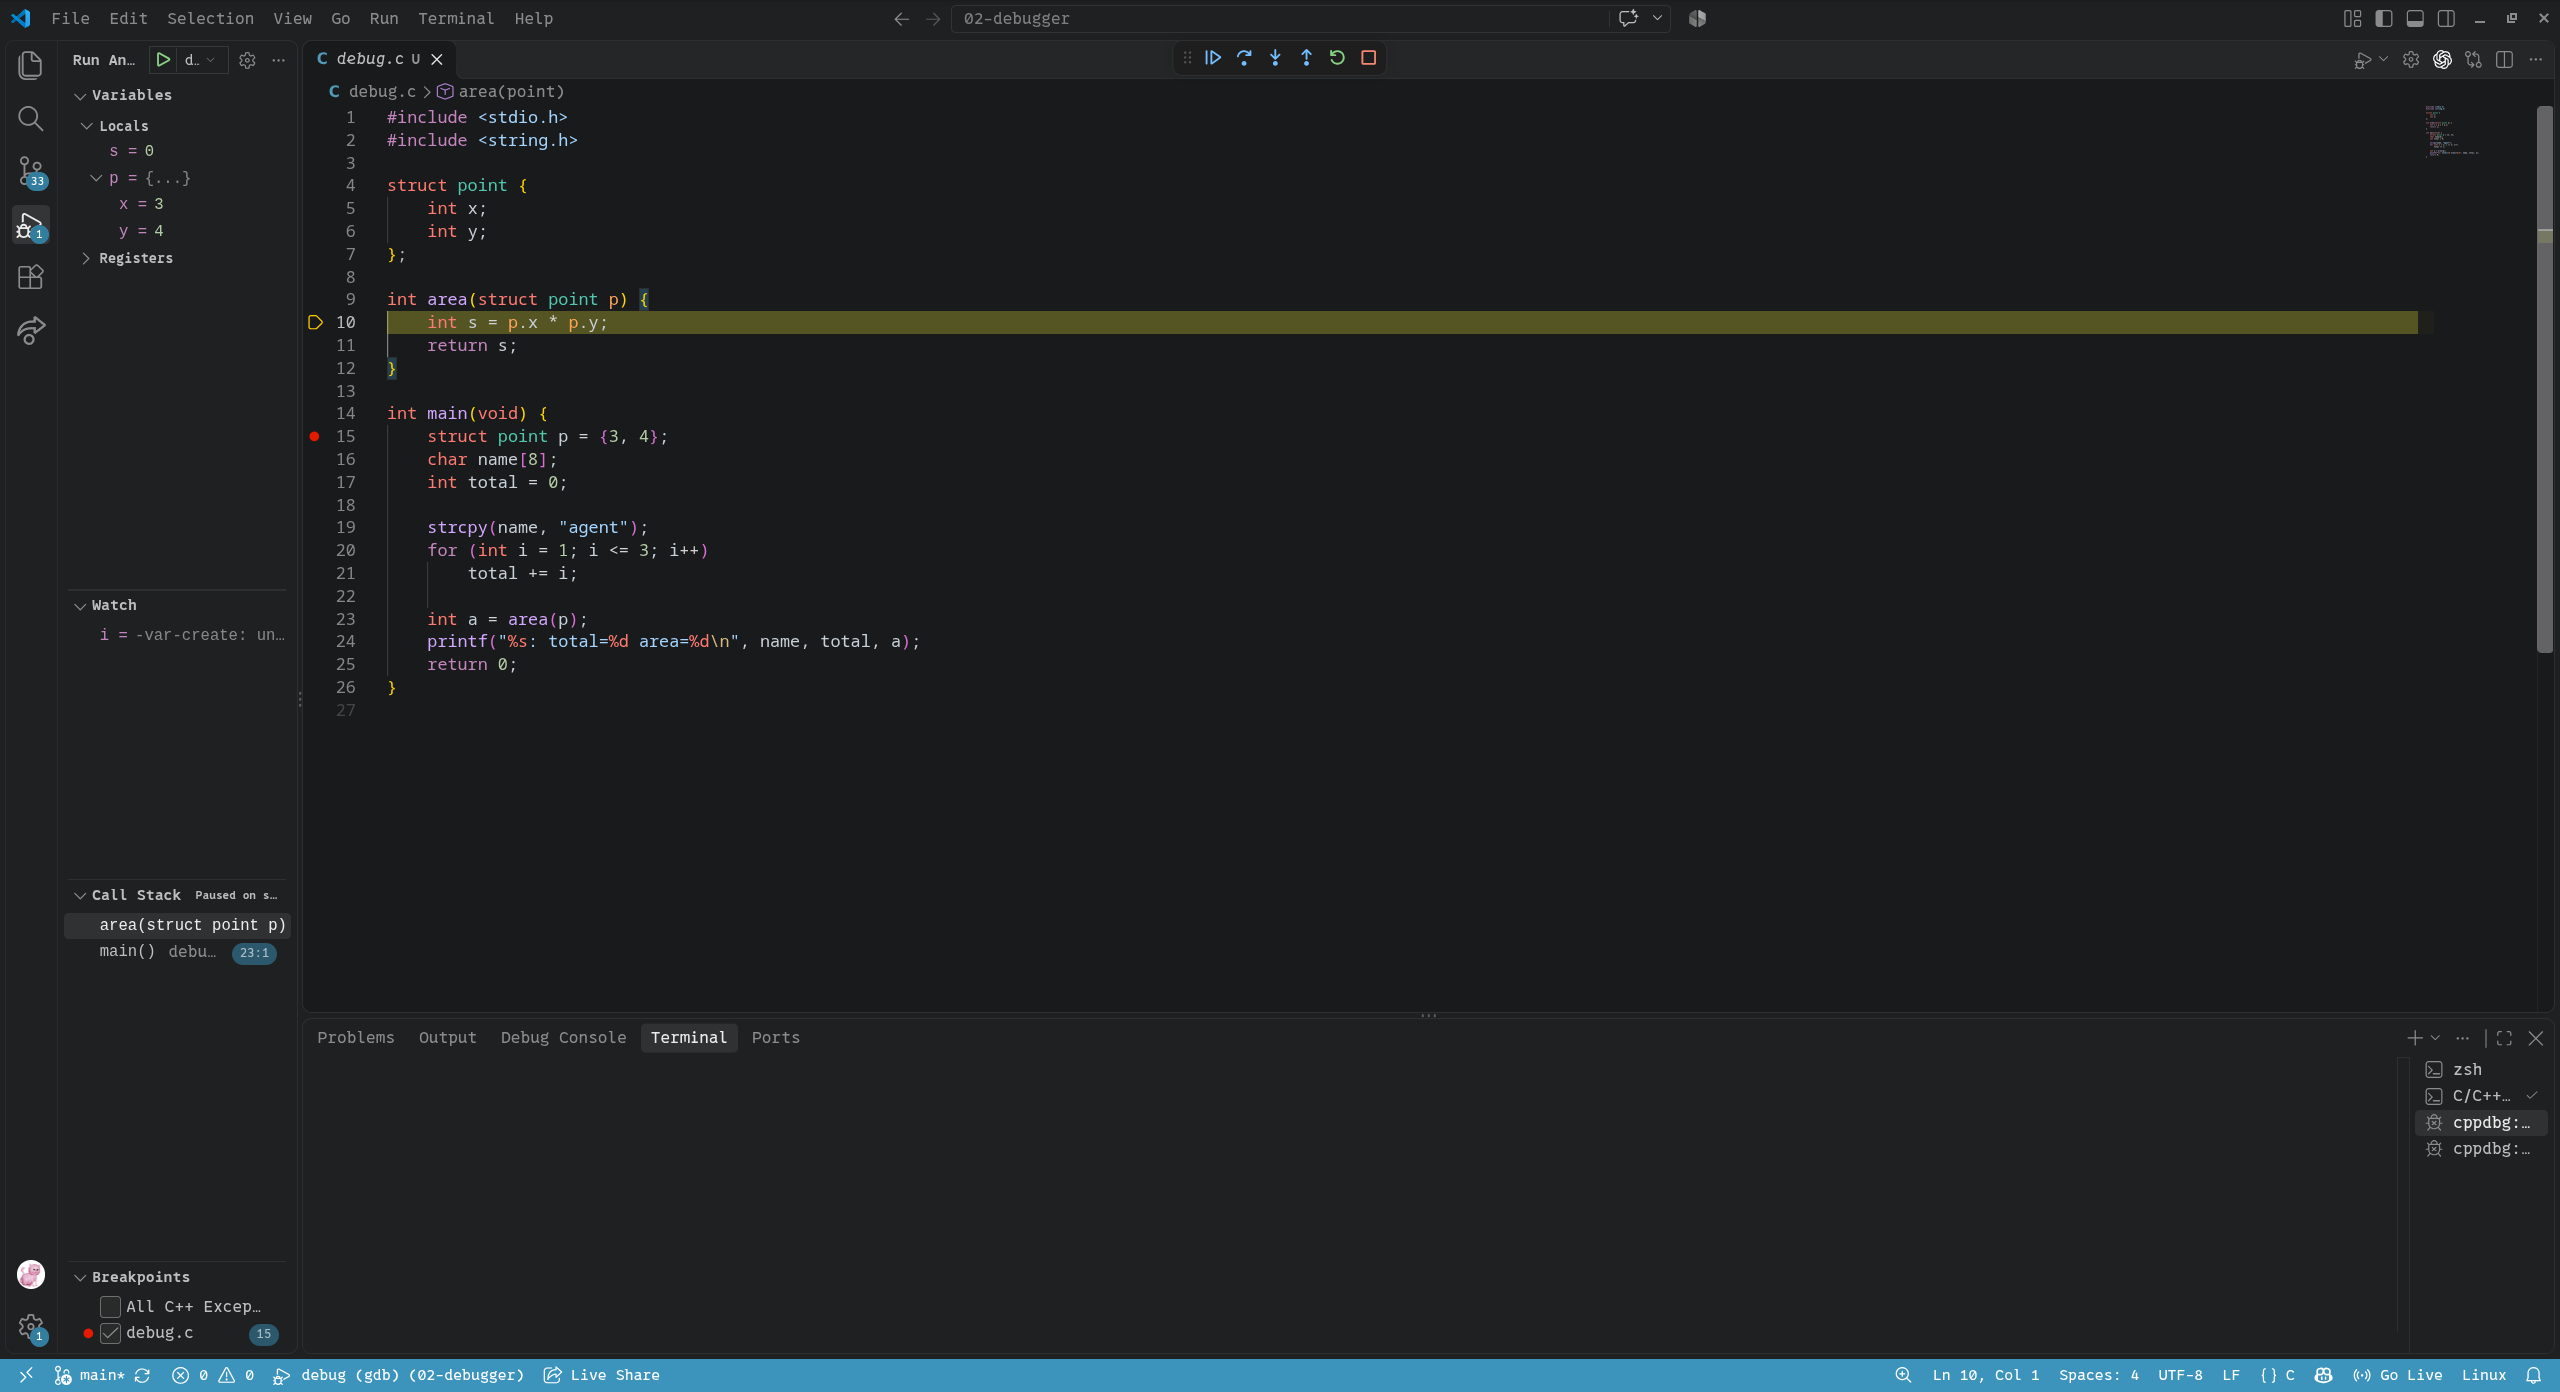 File Edit Selection View Go Run Terminal Help
02-debugger
Run An…
d…
debug.c U
debug.c > area(point)
Variables
Locals
s = 0
p = {...}
x = 3
y = 4
Registers
33
1
1 #include <stdio.h>
2 #include <string.h>
3
4 struct point {
5     int x;
6     int y;
7 };
8
9 int area(struct point p) {
10     int s = p.x * p.y;
11     return s;
12 }
13
14 int main(void) {
15     struct point p = {3, 4};
16     char name[8];
17     int total = 0;
18
19     strcpy(name, "agent");
20     for (int i = 1; i <= 3; i++)
21         total += i;
22
23     int a = area(p);
24     printf("%s: total=%d area=%d\n", name, total, a);
25     return 0;
26 }
27
Watch
i = -var-create: un…
Call Stack Paused on s…
area(struct point p)
main() debu… 23:1
Breakpoints
All C++ Excep…
debug.c 15
1
Problems Output Debug Console Terminal Ports
zsh
C/C++…
cppdbg:…
cppdbg:…
main* 0 0 debug (gdb) (02-debugger) Live Share
Ln 10, Col 1 Spaces: 4 UTF-8 LF {} C Go Live Linux